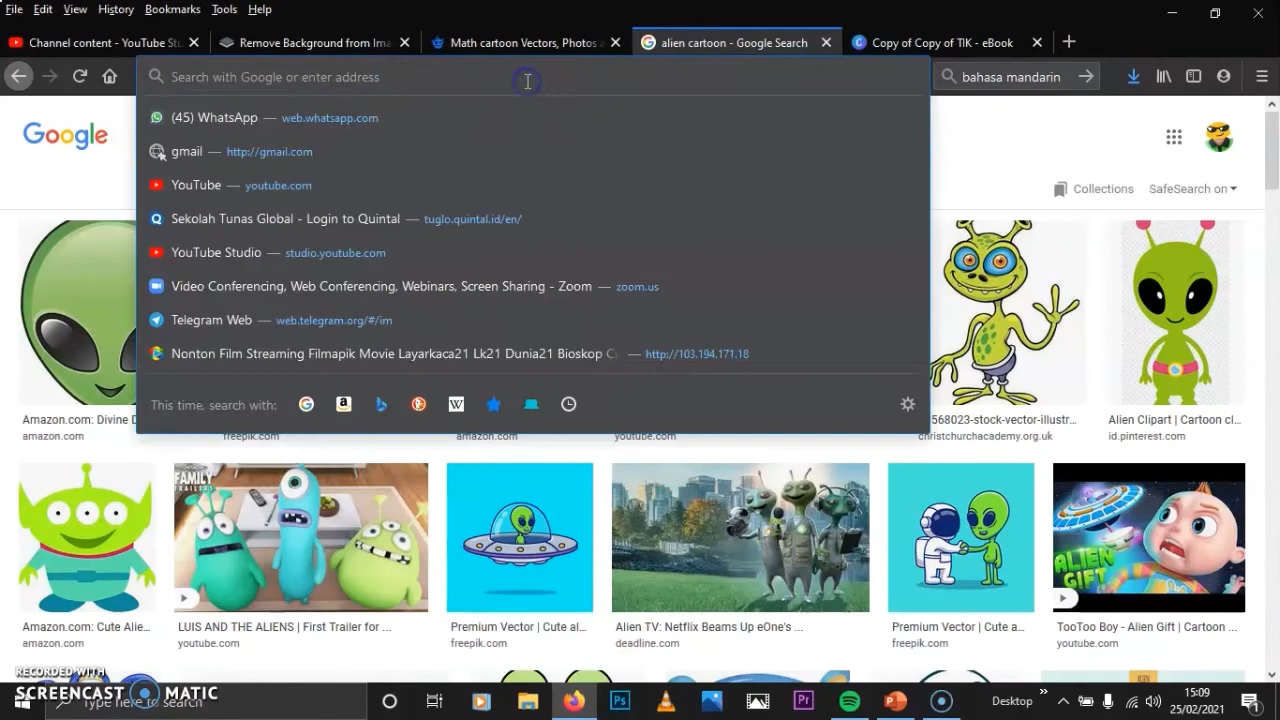 File Edit View History Bookmarks Tools Help
Channel content - YouTube Stu
Remove Background from Ima
Math cartoon Vectors, Photos a
alien cartoon - Google Search
Copy of Copy of TIK - eBook
Search with Google or enter address
bahasa mandarin
(45) WhatsApp — web.whatsapp.com
gmail — http://gmail.com
YouTube — youtube.com
Sekolah Tunas Global - Login to Quintal — tuglo.quintal.id/en/
YouTube Studio — studio.youtube.com
Video Conferencing, Web Conferencing, Webinars, Screen Sharing - Zoom — zoom.us
Telegram Web — web.telegram.org/#/im
Nonton Film Streaming Filmapik Movie Layarkaca21 Lk21 Dunia21 Bioskop C — http://103.194.171.18
This time, search with:
Google
Collections SafeSearch on
Amazon.com: Divine D
amazon.com
freepik.com
amazon.com
youtube.com
568023-stock-vector-illustr...
christchurchacademy.org.uk
Alien Clipart | Cartoon cl...
id.pinterest.com
FAMILY
TRAILERS
ALIEN
GIFT
Amazon.com: Cute Alie...
amazon.com
LUIS AND THE ALIENS | First Trailer for ...
youtube.com
Premium Vector | Cute al...
freepik.com
Alien TV: Netflix Beams Up eOne's ...
deadline.com
Premium Vector | Cute a...
freepik.com
TooToo Boy - Alien Gift | Cartoon ...
youtube.com
RECORDED WITH
SCREENCAST MATIC
Type here to search
Desktop
15:09
25/02/2021